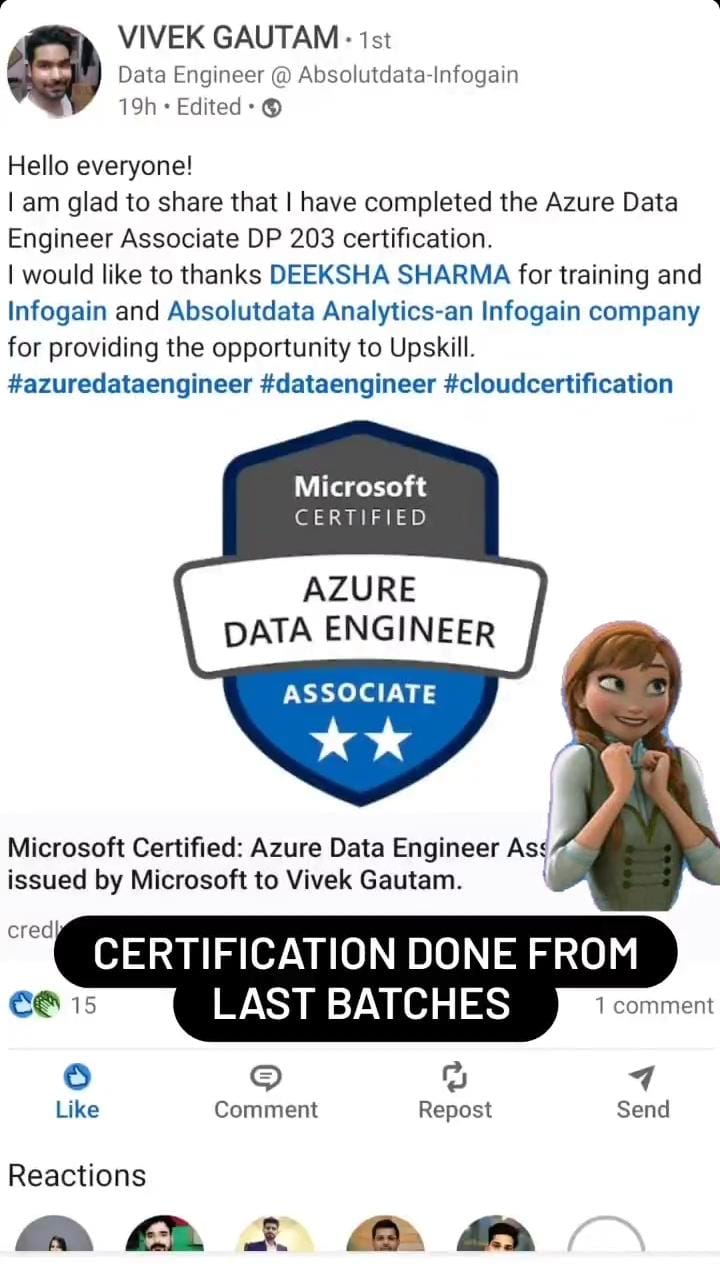 VIVEK GAUTAM • 1st
Data Engineer @ Absolutdata-Infogain
19h • Edited •
Hello everyone!
I am glad to share that I have completed the Azure Data
Engineer Associate DP 203 certification.
I would like to thanks DEEKSHA SHARMA for training and
Infogain and Absolutdata Analytics-an Infogain company
for providing the opportunity to Upskill.
#azuredataengineer #dataengineer #cloudcertification
Microsoft
CERTIFIED
AZURE
DATA ENGINEER
ASSOCIATE
Microsoft Certified: Azure Data Engineer
issued by Microsoft to Vivek Gautam.
CERTIFICATION DONE FROM
LAST BATCHES
15
1 comment
Like
Comment
Repost
Send
Reactions